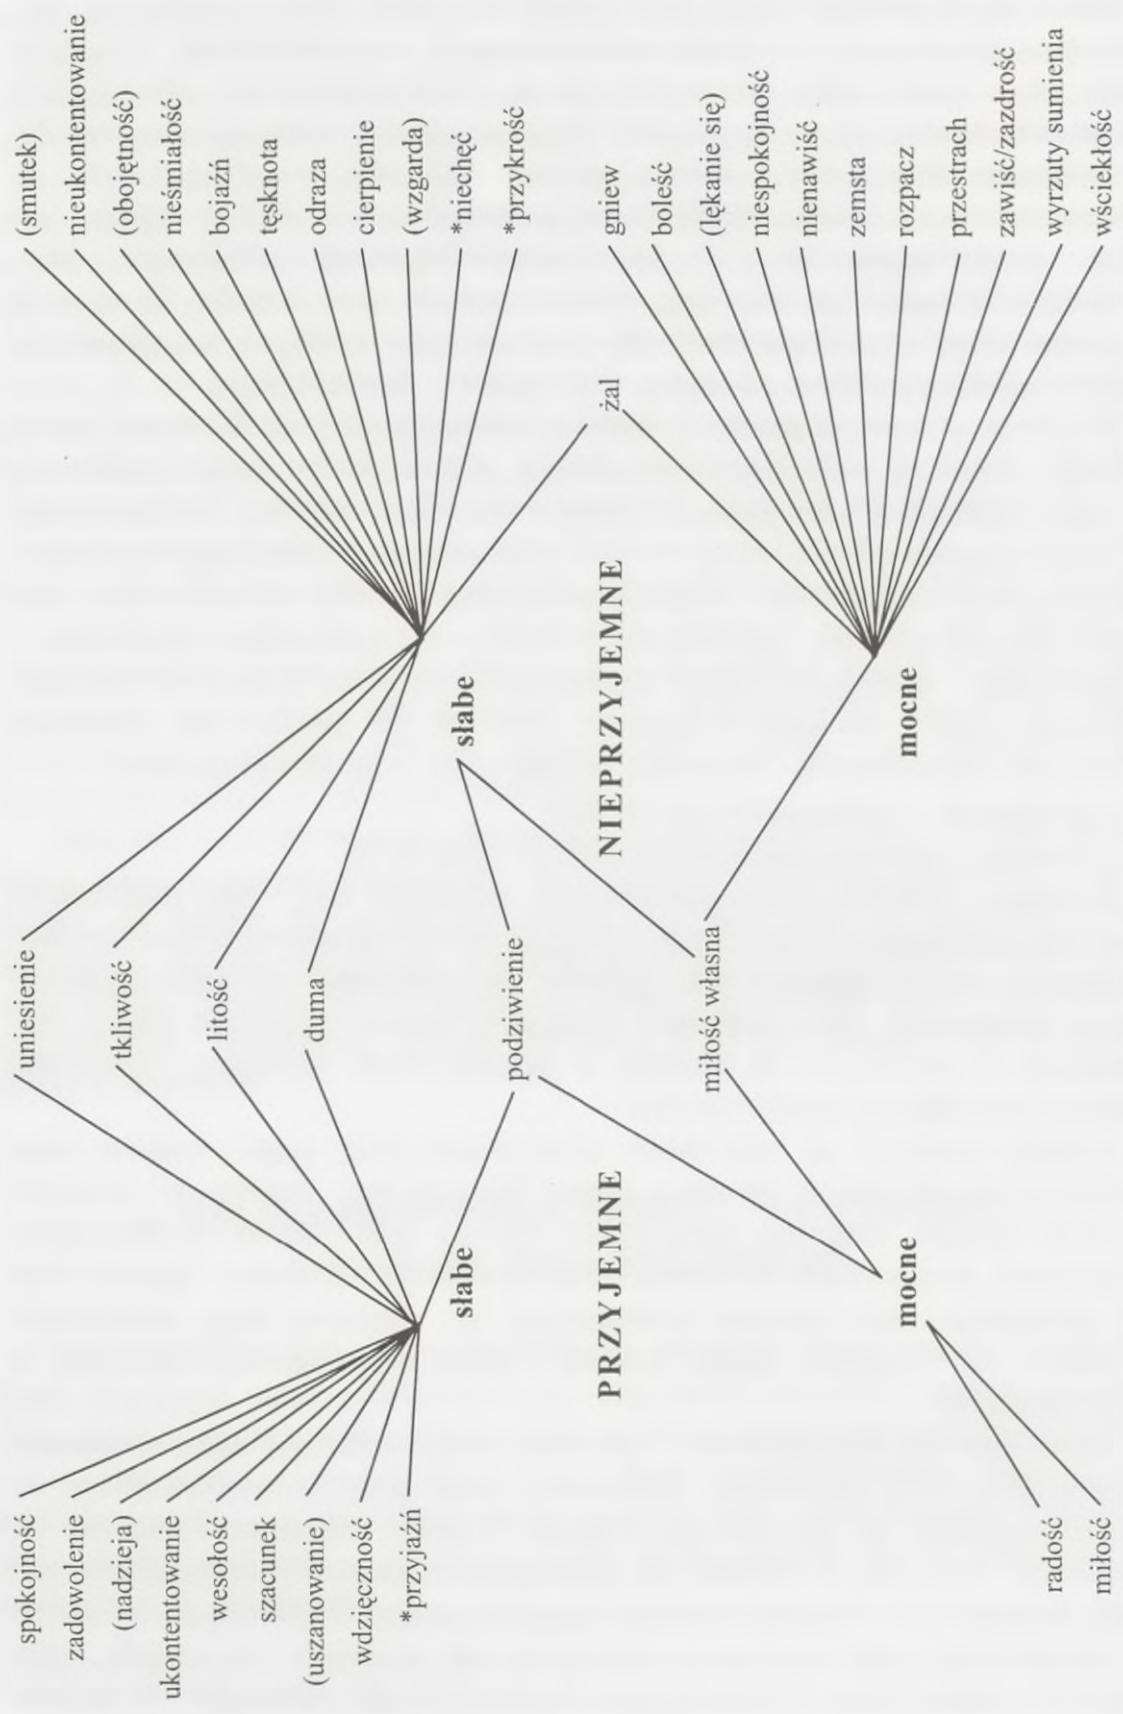 spokojność
zadowolenie
(nadzieja)
ukontentowanie
wesołość
szacunek
(uszanowanie)
wdzięczność
*przyjaźń
radość
miłość
słabe
PRZYJEMNE
mocne
uniesienie
tkliwość
litość
duma
podziwienie
miłość własna
słabe
NIEPRZYJEMNE
mocne
żal
(smutek)
nieukontentowanie
(obojętność)
nieśmiałość
bojaźń
tęsknota
odraza
cierpienie
(wzgarda)
*niechęć
*przykrość
gniew
boleść
(lękanie się)
niespokojność
nienawiść
zemsta
rozpacz
przestrach
zawiść/zazdrość
wyrzuty sumienia
wściekłość